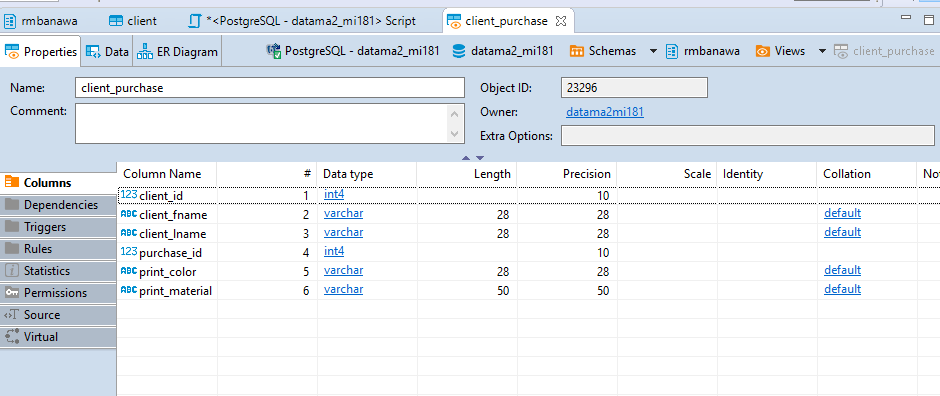 rmbanawa client *<PostgreSQL - datama2_mi181> Script client_purchase
Properties Data ER Diagram PostgreSQL - datama2_mi181 datama2_mi181 Schemas rmbanawa Views client_purchase
Name: client_purchase Object ID: 23296
Comment: Owner: datama2mi181
Extra Options:
Columns
Dependencies
Triggers
Rules
Statistics
Permissions
Source
Virtual
Column Name # Data type Length Precision Scale Identity Collation No
123 client_id 1 int4 10
ABC client_fname 2 varchar 28 28 default
ABC client_lname 3 varchar 28 28 default
123 purchase_id 4 int4 10
ABC print_color 5 varchar 28 28 default
ABC print_material 6 varchar 50 50 default